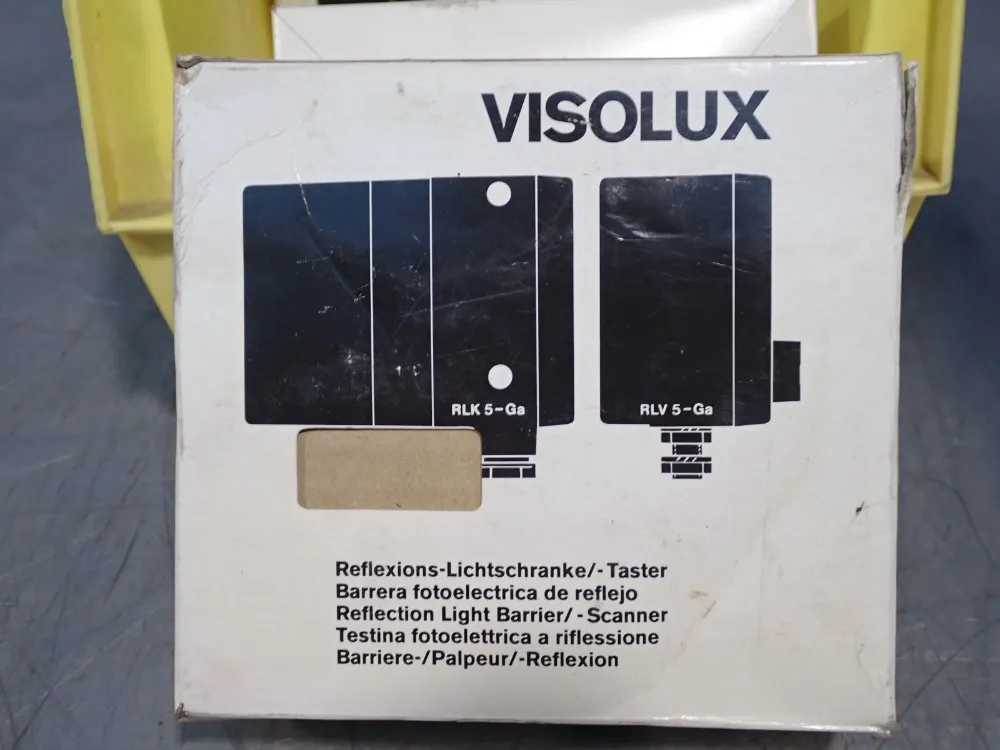 VISOLUX
RLK 5-Ga
RLV 5-Ga
Reflexions-Lichtschranke/-Taster
Barrera fotoelectrica de reflejo
Reflection Light Barrier/-Scanner
Testina fotoelettrica a riflessione
Barriere-/Palpeur/-Reflexion